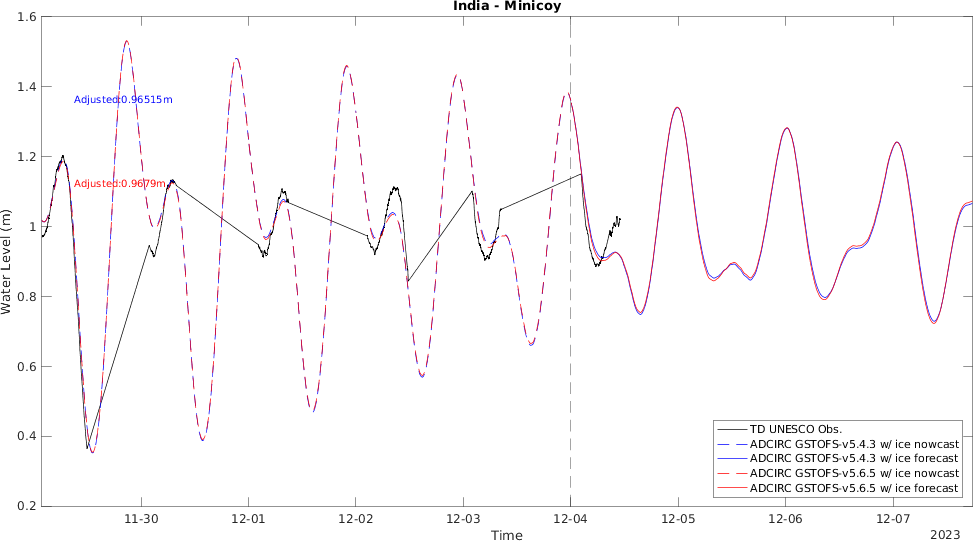 India - Minicoy
1.6
1.4
1.2
1
0.8
0.6
0.4
0.2
Water Level (m)
Adjusted:0.96515m
Adjusted:0.9679m
TD UNESCO Obs.
ADCIRC GSTOFS-v5.4.3 w/ ice nowcast
ADCIRC GSTOFS-v5.4.3 w/ ice forecast
ADCIRC GSTOFS-v5.6.5 w/ ice nowcast
ADCIRC GSTOFS-v5.6.5 w/ ice forecast
11-30 12-01 12-02 12-03 12-04 12-05 12-06 12-07
Time
2023